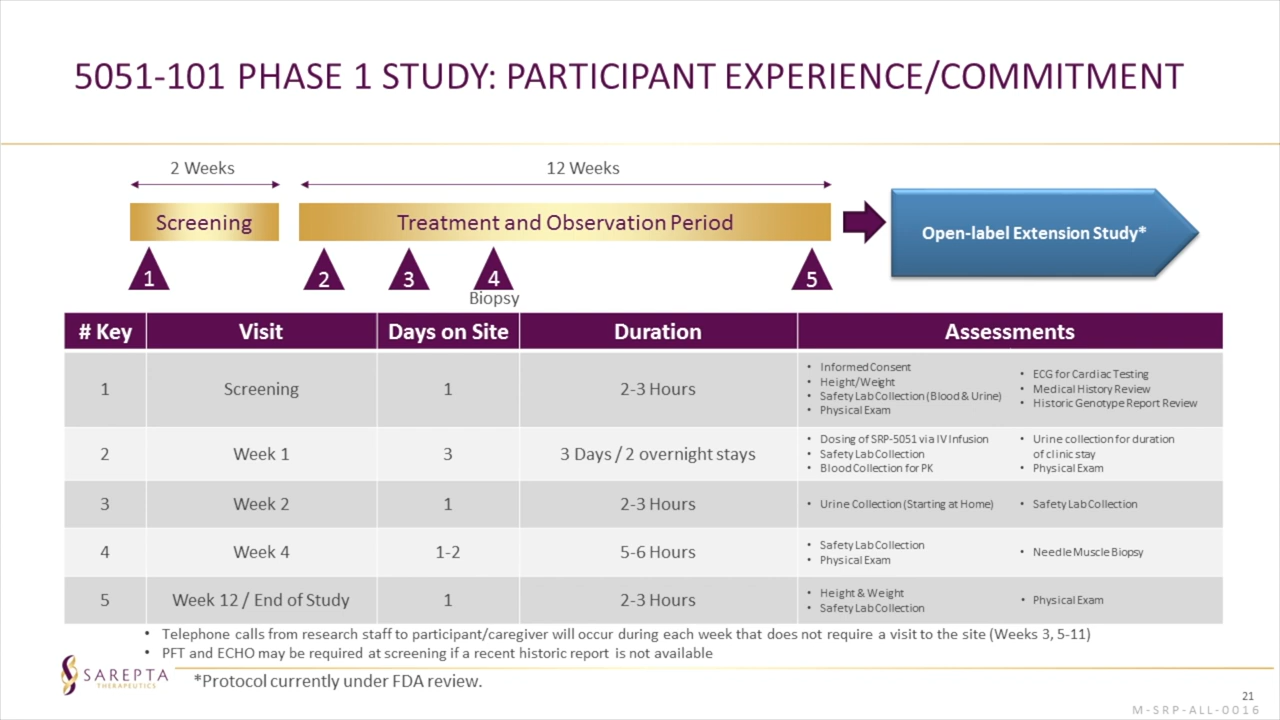 5051-101 PHASE 1 STUDY: PARTICIPANT EXPERIENCE/COMMITMENT
2 Weeks
12 Weeks
Screening
Treatment and Observation Period
Open-label Extension Study*
1
2
3
4
5
Biopsy
# Key
Visit
Days on Site
Duration
Assessments
1
Screening
1
2-3 Hours
• Informed Consent
• Height/Weight
• Safety Lab Collection (Blood & Urine)
• Physical Exam
• ECG for Cardiac Testing
• Medical History Review
• Historic Genotype Report Review
2
Week 1
3
3 Days / 2 overnight stays
• Dosing of SRP-5051 via IV Infusion
• Safety Lab Collection
• Blood Collection for PK
• Urine collection for duration
of clinic stay
• Physical Exam
3
Week 2
1
2-3 Hours
• Urine Collection (Starting at Home)
• Safety Lab Collection
4
Week 4
1-2
5-6 Hours
• Safety Lab Collection
• Physical Exam
• Needle Muscle Biopsy
5
Week 12 / End of Study
1
2-3 Hours
• Height & Weight
• Safety Lab Collection
• Physical Exam
• Telephone calls from research staff to participant/caregiver will occur during each week that does not require a visit to the site (Weeks 3, 5-11)
• PFT and ECHO may be required at screening if a recent historic report is not available
SAREPTA
THERAPEUTICS
*Protocol currently under FDA review.
21
M-SRP-ALL-0016